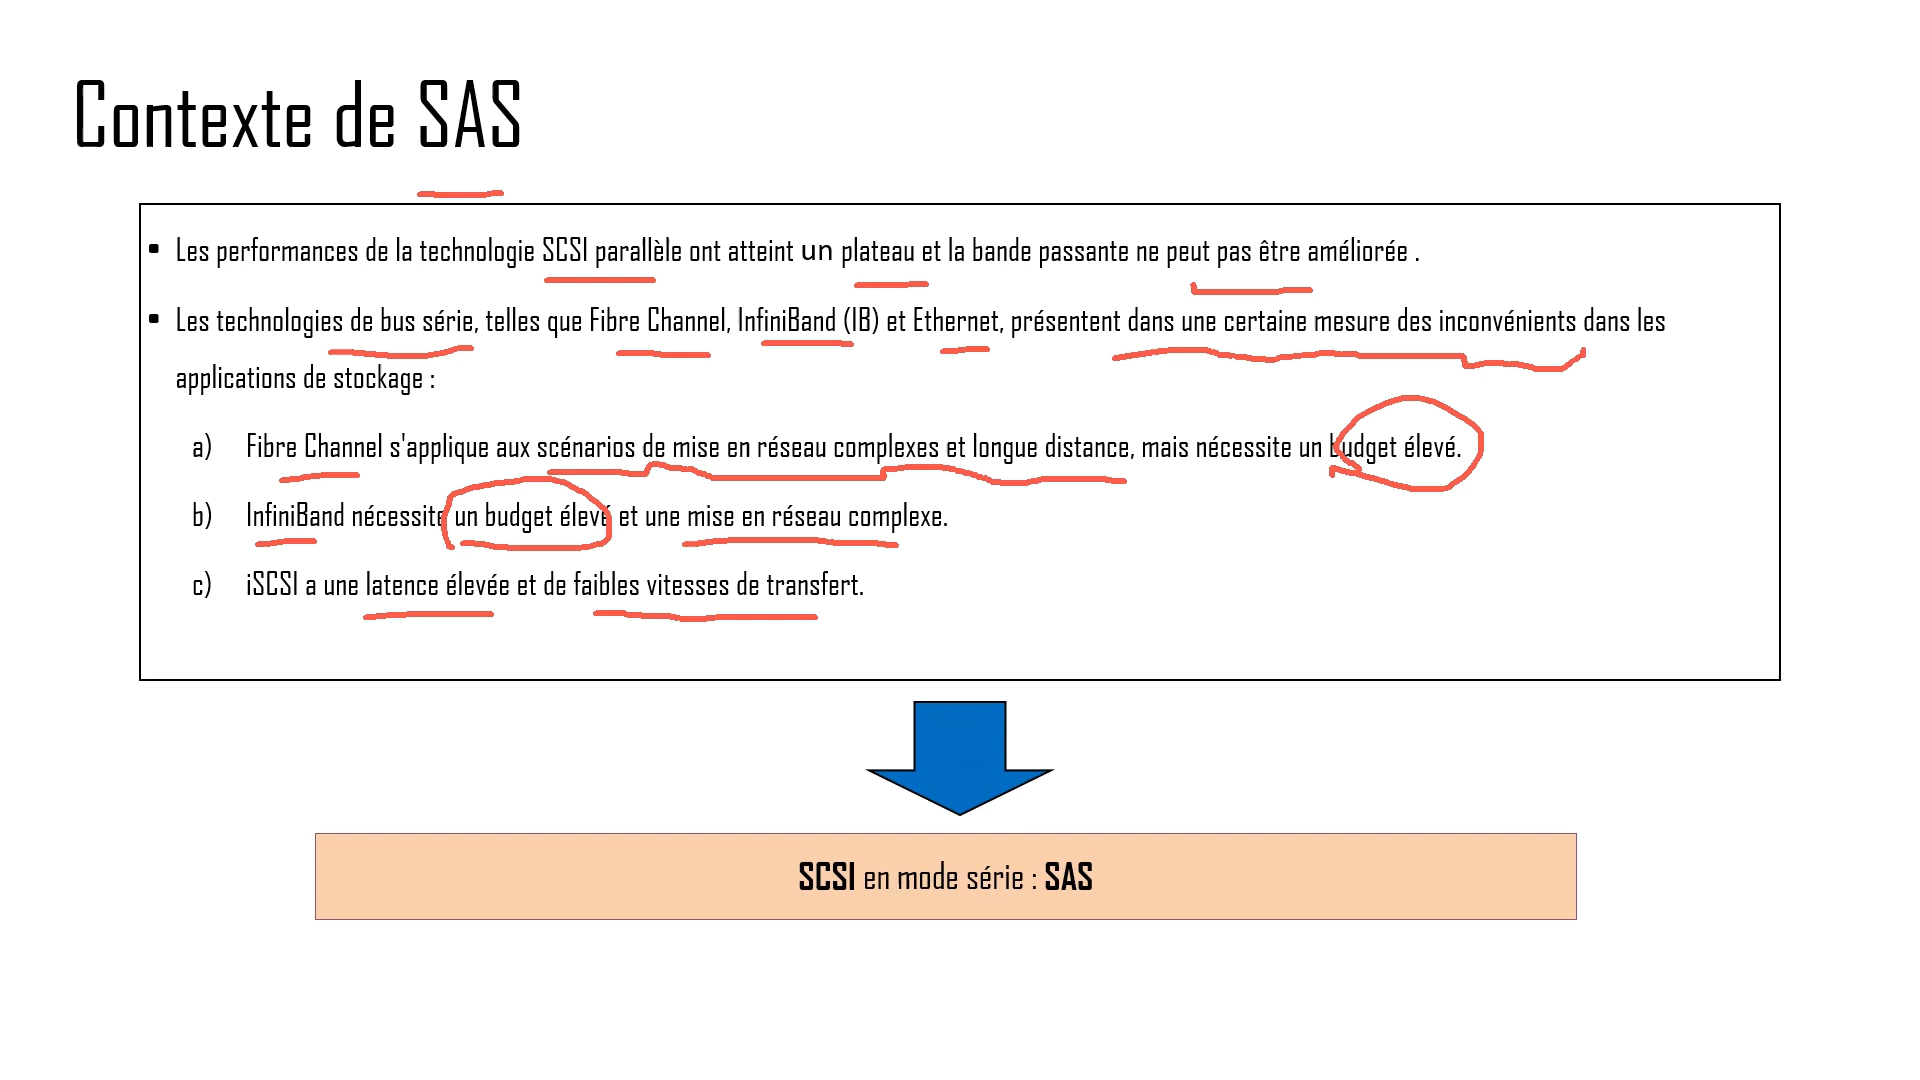 Contexte de SAS
▪ Les performances de la technologie SCSI parallèle ont atteint un plateau et la bande passante ne peut pas être améliorée .
▪ Les technologies de bus série, telles que Fibre Channel, InfiniBand (IB) et Ethernet, présentent dans une certaine mesure des inconvénients dans les
applications de stockage :
a) Fibre Channel s'applique aux scénarios de mise en réseau complexes et longue distance, mais nécessite un budget élevé.
b) InfiniBand nécessite un budget élevé et une mise en réseau complexe.
c) iSCSI a une latence élevée et de faibles vitesses de transfert.
SCSI en mode série : SAS